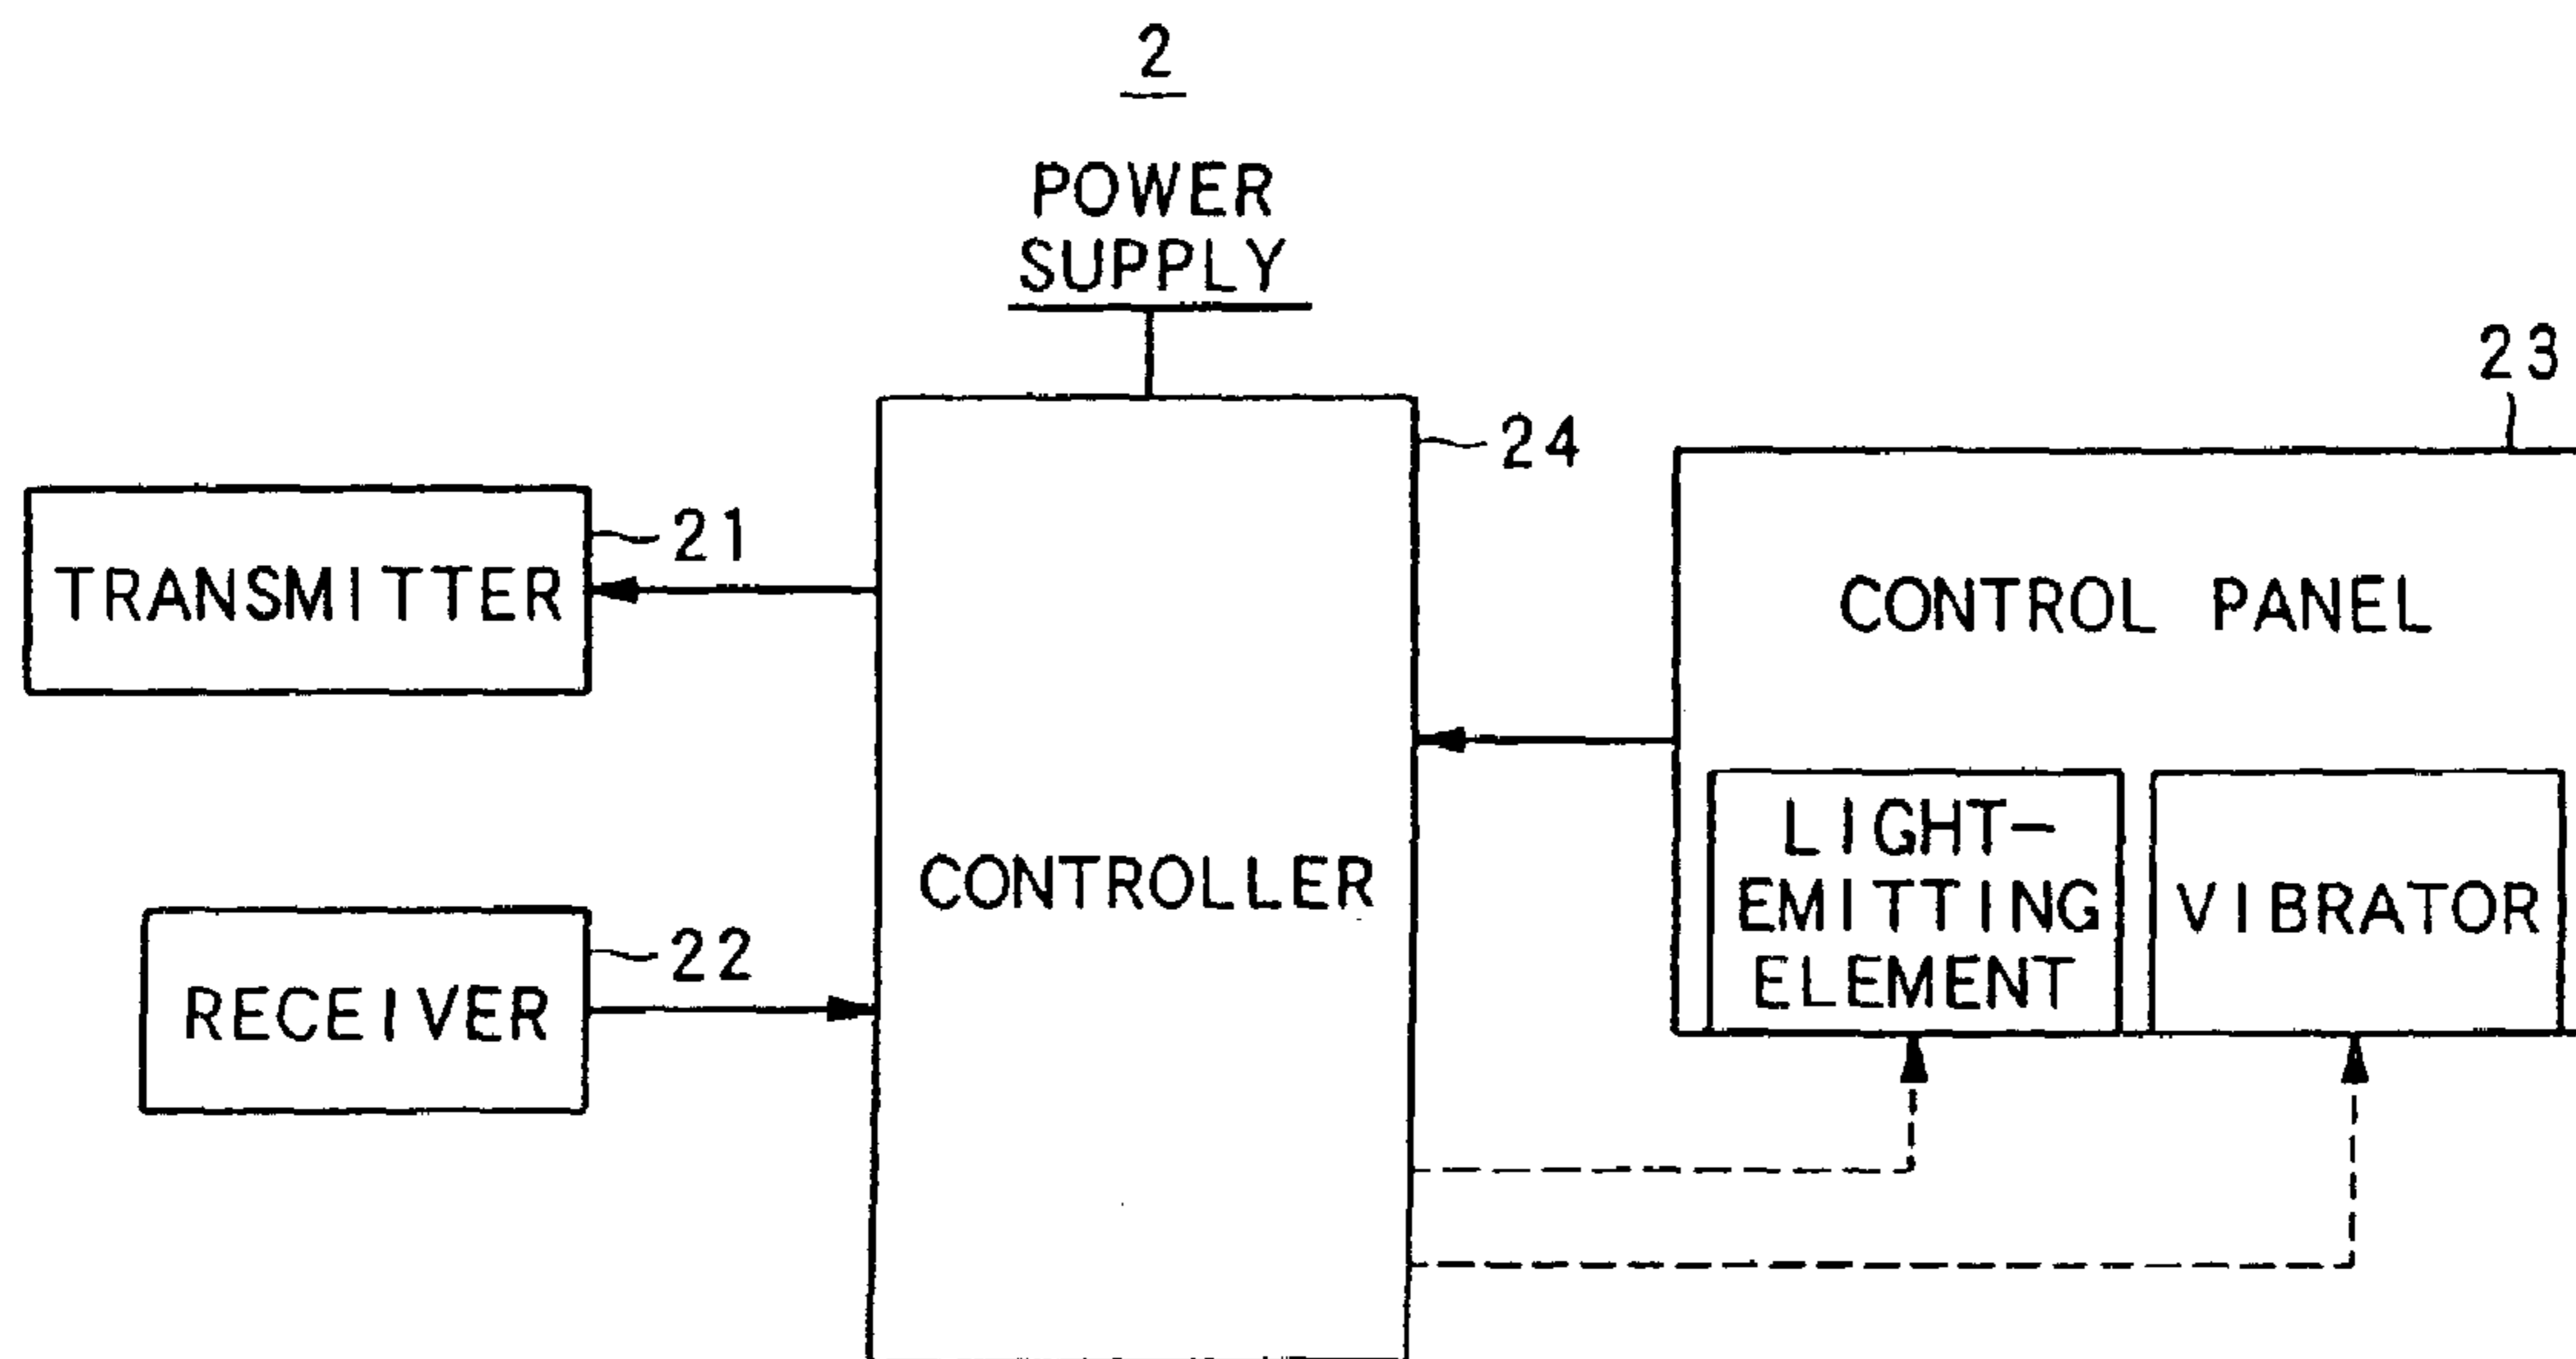 2
POWER
SUPPLY
23
24
21
TRANSMITTER
CONTROL PANEL
LIGHT-
EMITTING
ELEMENT
VIBRATOR
CONTROLLER
22
RECEIVER